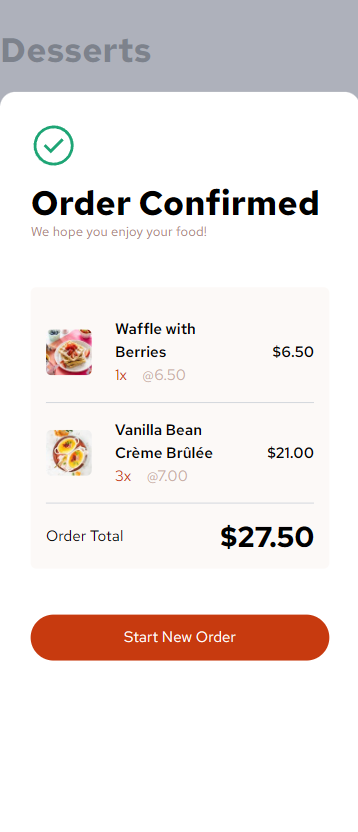 Desserts
Order Confirmed
We hope you enjoy your food!
Waffle with
Berries
$6.50
1x @6.50
Vanilla Bean
Crème Brûlée
$21.00
3x @7.00
Order Total $27.50
Start New Order